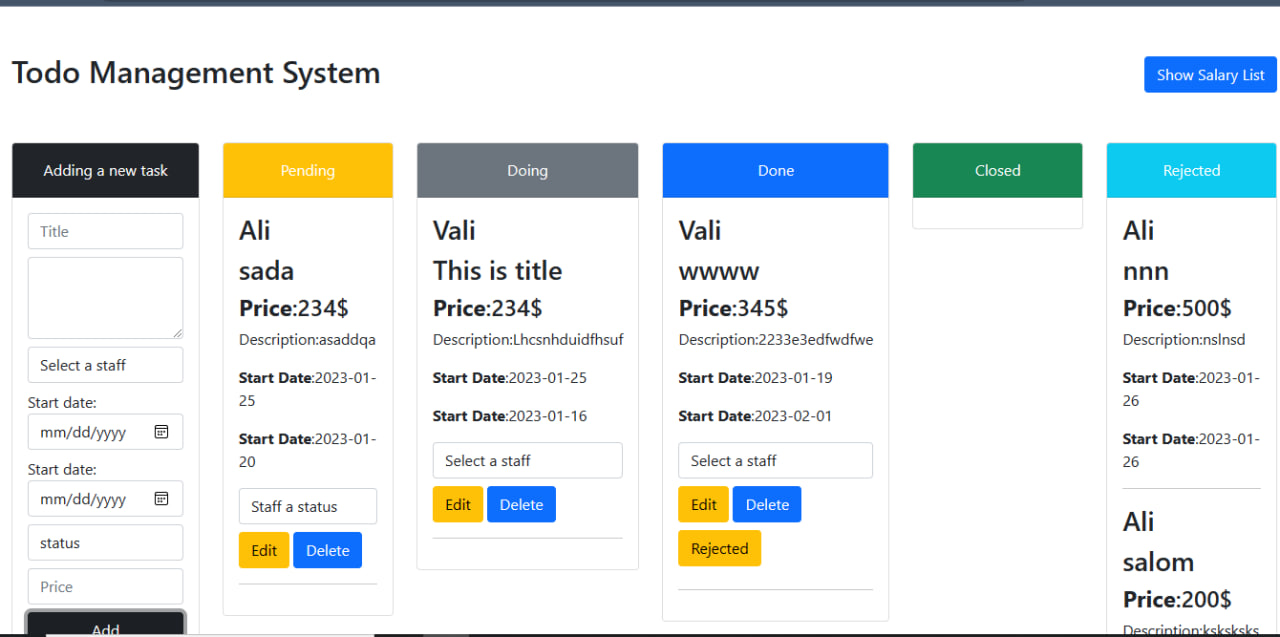 Todo Management System
Show Salary List
Adding a new task
Title
Select a staff
Start date:
mm/dd/yyyy
Start date:
mm/dd/yyyy
status
Price
Add
Pending
Ali
sada
Price:234$
Description:asaddqa
Start Date:2023-01-
25
Start Date:2023-01-
20
Staff a status
Edit Delete
Doing
Vali
This is title
Price:234$
Description:Lhcsnhduidfhsuf
Start Date:2023-01-25
Start Date:2023-01-16
Select a staff
Edit Delete
Done
Vali
wwww
Price:345$
Description:2233e3edfwdfwe
Start Date:2023-01-19
Start Date:2023-02-01
Select a staff
Edit Delete
Rejected
Closed
Rejected
Ali
nnn
Price:500$
Description:nslnsd
Start Date:2023-01-
26
Start Date:2023-01-
26
Ali
salom
Price:200$
Description:ksksksks